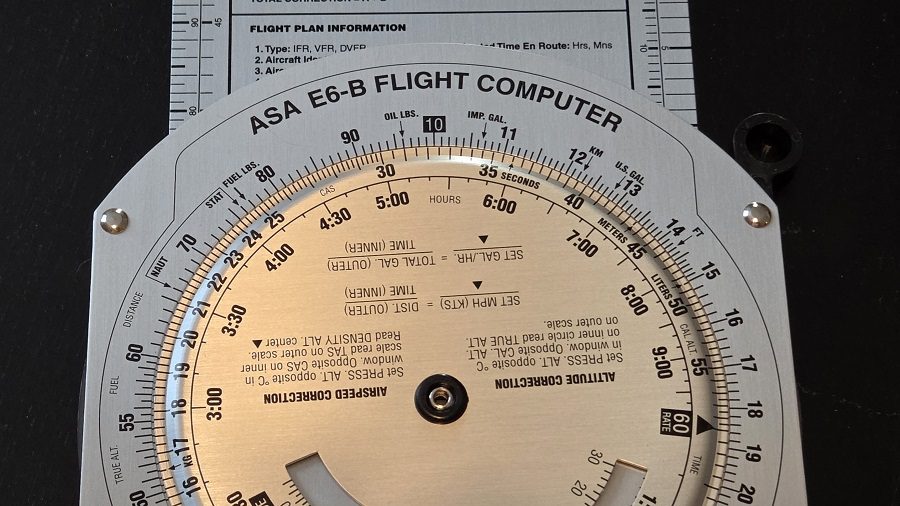 FLIGHT PLAN INFORMATION
1. Type: IFR, VFR, DVFR
Time En Route: Hrs, Mns
2. Aircraft
3.
90
45
80
40
10
5
ASA E6-B FLIGHT COMPUTER
OIL LBS.
10
IMP. GAL.
11
90
12
KM
U.S. GAL.
13
STAT
FUEL LBS.
80
14
FT
NAUT
70
15
DISTANCE
16
60
17
FUEL
18
55
19
TRUE ALT.
20
30
35
SECONDS
CAS
40
METERS
45
LITERS
50
CAL. ALT.
55
60
RATE
TIME
25
24
23
22
21
20
19
18
17
KG
16
HOURS
5:00
6:00
4:30
7:00
4:00
8:00
3:30
9:00
3:00
SET GAL/HR. = TOTAL GAL (OUTER)
▲ TIME (INNER)
SET MPH (KTS) = DIST. (OUTER)
▲ TIME (INNER)
ALTITUDE CORRECTION
Set PRESS. ALT. opposite °C
in window. Opposite CAL. ALT.
on inner circle read TRUE ALT.
on outer scale.
AIRSPEED CORRECTION
Set PRESS. ALT. opposite °C in
window. Opposite CAS on inner
scale read TAS on outer scale.
Read DENSITY ALT. center ▲
30
20